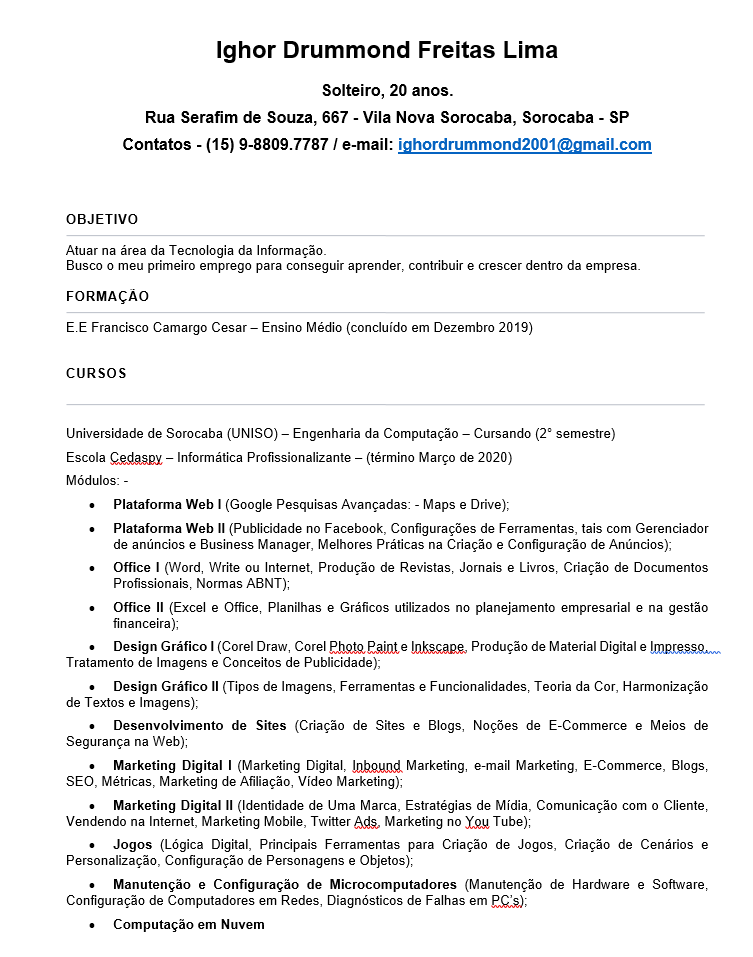 Ighor Drummond Freitas Lima
Solteiro, 20 anos.
Rua Serafim de Souza, 667 - Vila Nova Sorocaba, Sorocaba - SP
Contatos - (15) 9-8809.7787 / e-mail: ighordrummond2001@gmail.com
OBJETIVO
Atuar na área da Tecnologia da Informação.
Busco o meu primeiro emprego para conseguir aprender, contribuir e crescer dentro da empresa.
FORMAÇÃO
E.E Francisco Camargo Cesar – Ensino Médio (concluído em Dezembro 2019)
CURSOS
Universidade de Sorocaba (UNISO) – Engenharia da Computação – Cursando (2° semestre)
Escola Cedaspy – Informática Profissionalizante – (término Março de 2020)
Módulos: -
• Plataforma Web I (Google Pesquisas Avançadas: - Maps e Drive);
• Plataforma Web II (Publicidade no Facebook, Configurações de Ferramentas, tais com Gerenciador
de anúncios e Business Manager, Melhores Práticas na Criação e Configuração de Anúncios);
• Office I (Word, Write ou Internet, Produção de Revistas, Jornais e Livros, Criação de Documentos
Profissionais, Normas ABNT);
• Office II (Excel e Office, Planilhas e Gráficos utilizados no planejamento empresarial e na gestão
financeira);
• Design Gráfico I (Corel Draw, Corel Photo Paint e Inkscape, Produção de Material Digital e Impresso,
Tratamento de Imagens e Conceitos de Publicidade);
• Design Gráfico II (Tipos de Imagens, Ferramentas e Funcionalidades, Teoria da Cor, Harmonização
de Textos e Imagens);
• Desenvolvimento de Sites (Criação de Sites e Blogs, Noções de E-Commerce e Meios de
Segurança na Web);
• Marketing Digital I (Marketing Digital, Inbound Marketing, e-mail Marketing, E-Commerce, Blogs,
SEO, Métricas, Marketing de Afiliação, Vídeo Marketing);
• Marketing Digital II (Identidade de Uma Marca, Estratégias de Mídia, Comunicação com o Cliente,
Vendendo na Internet, Marketing Mobile, Twitter Ads, Marketing no You Tube);
• Jogos (Lógica Digital, Principais Ferramentas para Criação de Jogos, Criação de Cenários e
Personalização, Configuração de Personagens e Objetos);
• Manutenção e Configuração de Microcomputadores (Manutenção de Hardware e Software,
Configuração de Computadores em Redes, Diagnósticos de Falhas em PC's);
• Computação em Nuvem